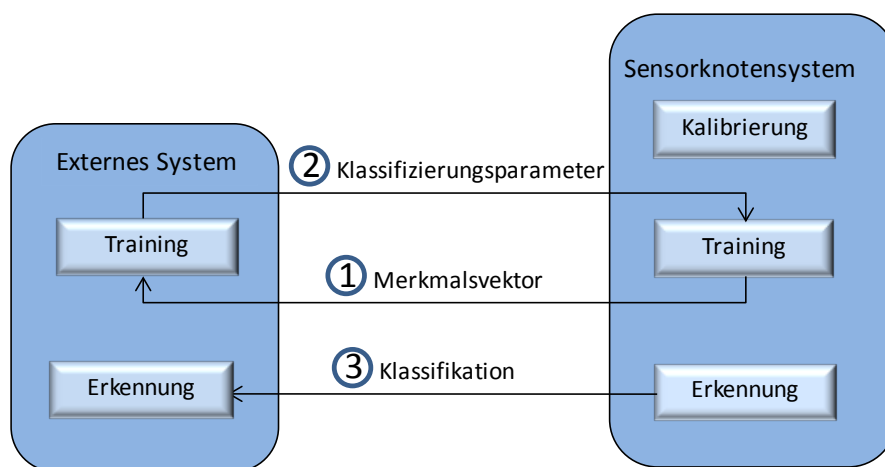 Sensorknotensystem
Kalibrierung
Externes System
2 Klassifizierungsparameter
Training
Training
1 Merkmalsvektor
3 Klassifikation
Erkennung
Erkennung